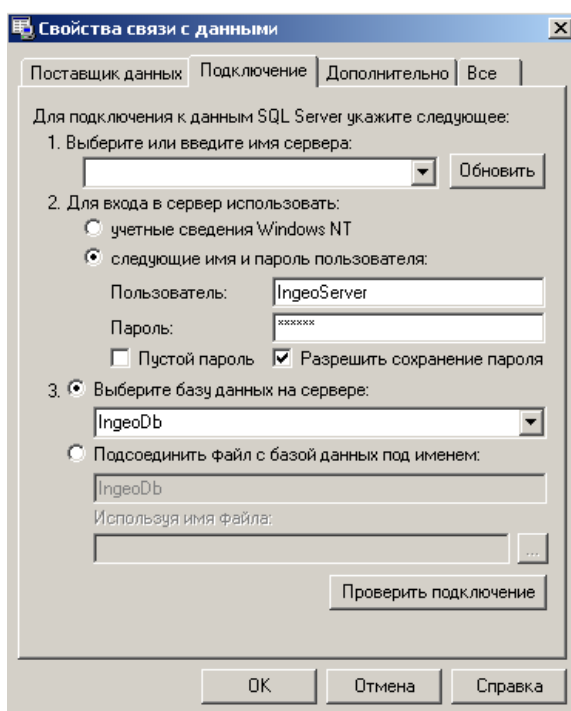 Свойства связи с данными
Поставщик данных Подключение Дополнительно Все
Для подключения к данным SQL Server укажите следующее:
1. Выберите или введите имя сервера:
Обновить
2. Для входа в сервер использовать:
учетные сведения Windows NT
следующие имя и пароль пользователя:
Пользователь: IngeoServer
Пароль: ××××××
Пустой пароль Разрешить сохранение пароля
3. Выберите базу данных на сервере:
IngeoDb
Подсоединить файл с базой данных под именем:
IngeoDb
Используя имя файла:
...
Проверить подключение
OK Отмена Справка